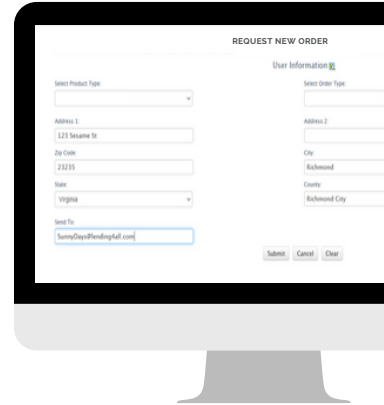 REQUEST NEW ORDER
User Information
Select Product Type:
Select Order Type:
Address 1:
Address 2:
123 Sesame St
Zip Code:
City:
23235
Richmond
State:
County:
Virginia
Richmond City
Send To:
SunnyDays@lending4all.com
Submit
Cancel
Clear